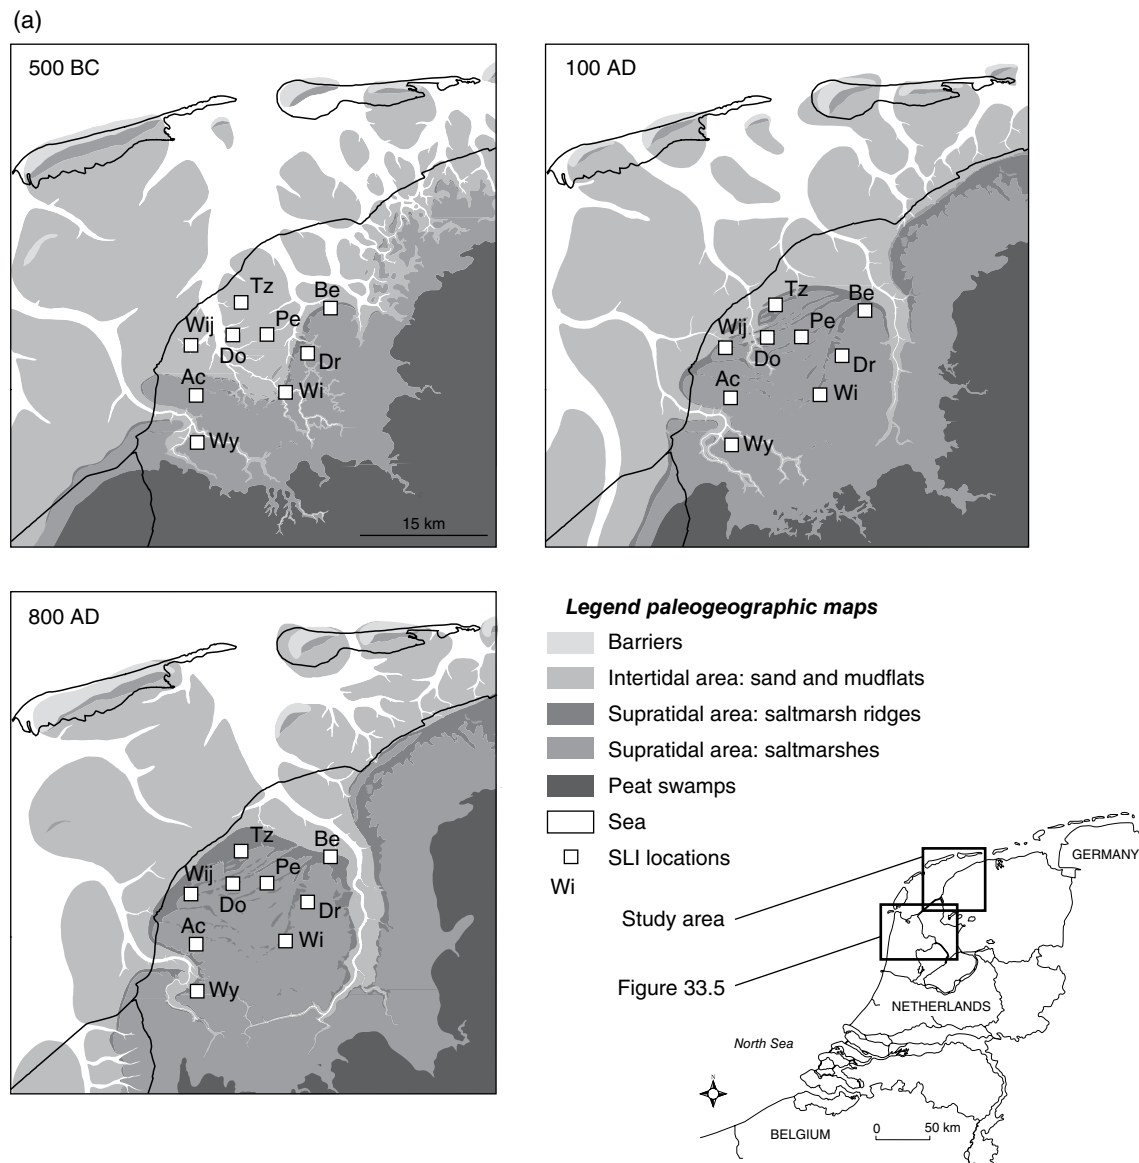 (a)
500 BC
Tz
Be
Wij
Pe
Do
Dr
Ac
Wi
Wy
15 km
100 AD
Tz
Be
Wij
Pe
Do
Dr
Ac
Wi
Wy
800 AD
Tz
Be
Wij
Pe
Do
Dr
Ac
Wi
Wy
Legend paleogeographic maps
Barriers
Intertidal area: sand and mudflats
Supratidal area: saltmarsh ridges
Supratidal area: saltmarshes
Peat swamps
Sea
SLI locations
Wi
Study area
Figure 33.5
GERMANY
NETHERLANDS
North Sea
N
BELGIUM
0 50 km